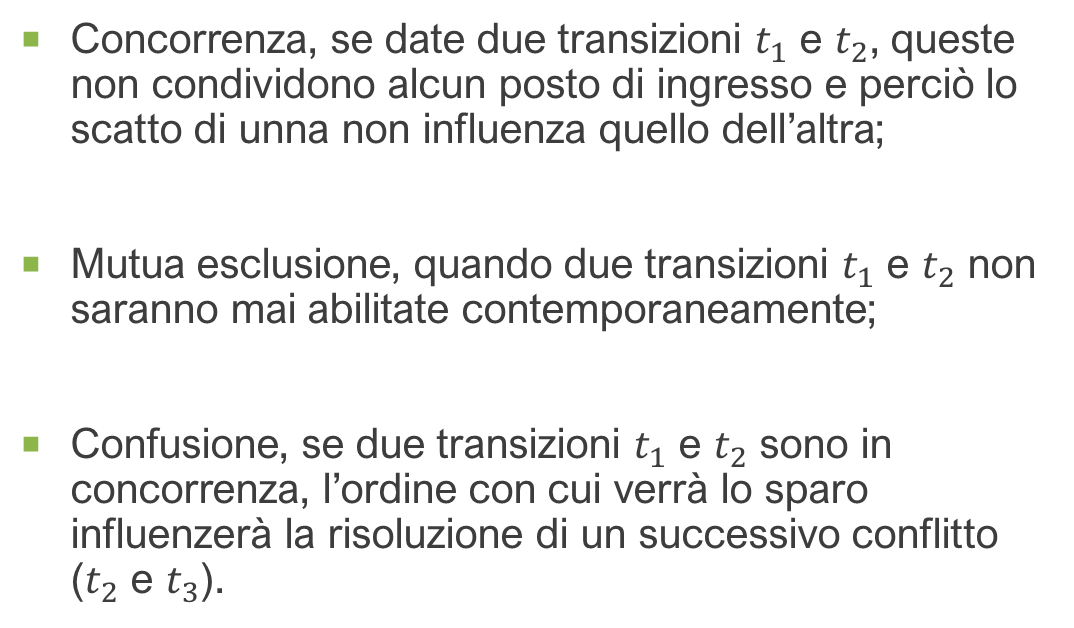 ▪ Concorrenza, se date due transizioni t₁ e t₂, queste
non condividono alcun posto di ingresso e perciò lo
scatto di unna non influenza quello dell’altra;
▪ Mutua esclusione, quando due transizioni t₁ e t₂ non
saranno mai abilitate contemporaneamente;
▪ Confusione, se due transizioni t₁ e t₂ sono in
concorrenza, l’ordine con cui verrà lo sparo
influenzerà la risoluzione di un successivo conflitto
(t₂ e t₃).